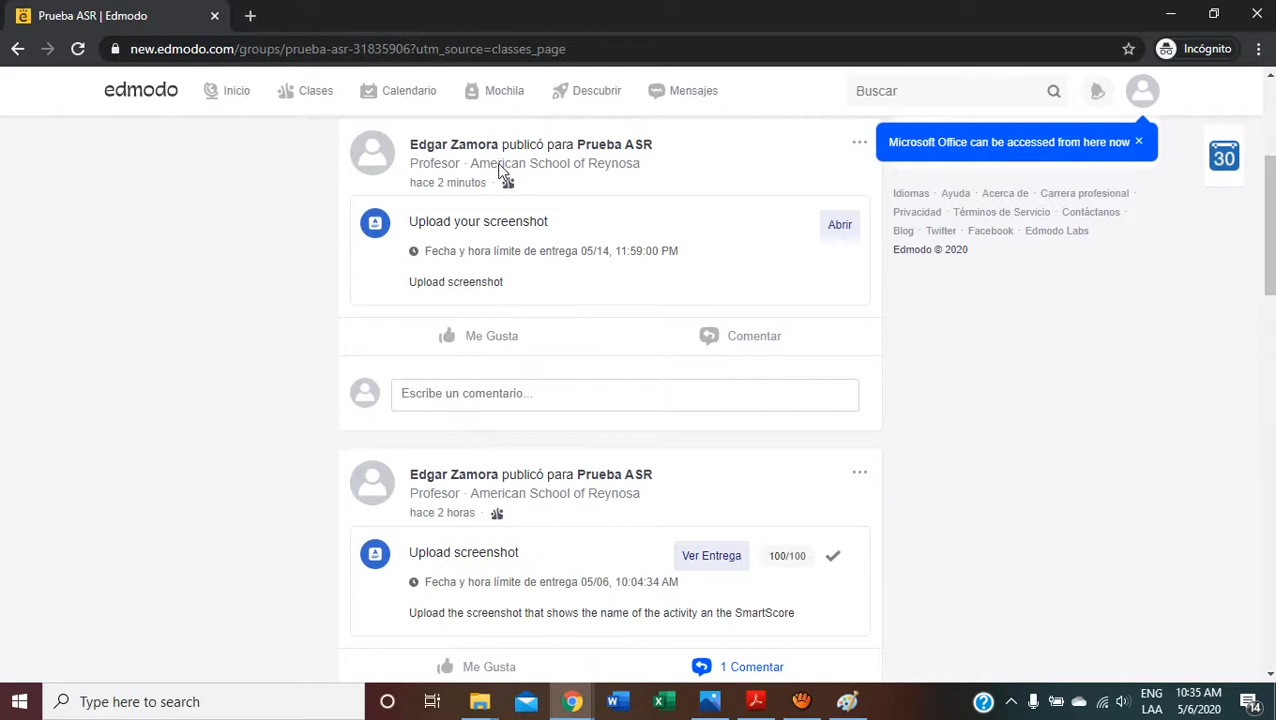 Prueba ASR | Edmodo
new.edmodo.com/groups/prueba-asr-31835906?utm_source=classes_page
Incógnito
edmodo
Inicio
Clases
Calendario
Mochila
Descubrir
Mensajes
Buscar
Edgar Zamora publicó para Prueba ASR
Profesor · American School of Reynosa
hace 2 minutos ·
Upload your screenshot
Abrir
Fecha y hora límite de entrega 05/14, 11:59:00 PM
Upload screenshot
Me Gusta
Comentar
Escribe un comentario...
Edgar Zamora publicó para Prueba ASR
Profesor · American School of Reynosa
hace 2 horas ·
Upload screenshot
Ver Entrega
100/100
Fecha y hora límite de entrega 05/06, 10:04:34 AM
Upload the screenshot that shows the name of the activity an the SmartScore
Me Gusta
1 Comentar
Microsoft Office can be accessed from here now
30
Idiomas · Ayuda · Acerca de · Carrera profesional ·
Privacidad · Términos de Servicio · Contáctanos ·
Blog · Twitter · Facebook · Edmodo Labs
Edmodo © 2020
Type here to search
ENG
LAA
10:35 AM
5/6/2020
14